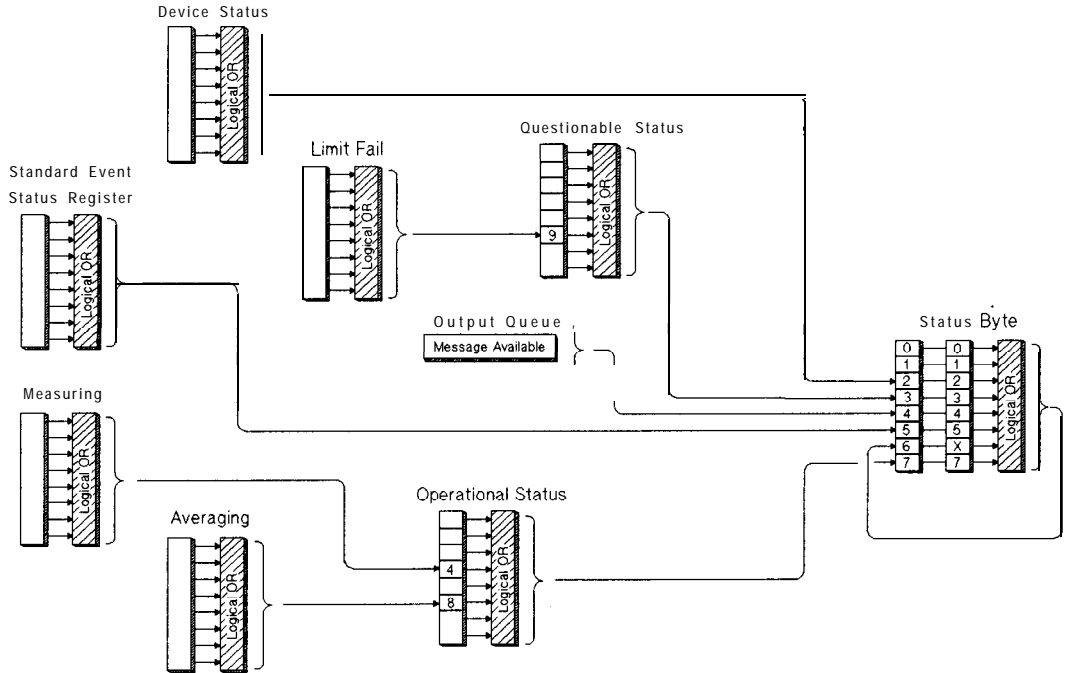 Device Status
Logical OR
Questionable Status
Limit Fail
Logical OR
9
Logical OR
Standard Event
Status Register
Logical OR
Output Queue
Message Available
Status Byte
0 0
1 1
2 2
3 3
4 4
5 5
6 X
7 7
Logical OR
Measuring
Logical OR
Operational Status
4
8
Logical OR
Averaging
Logical OR